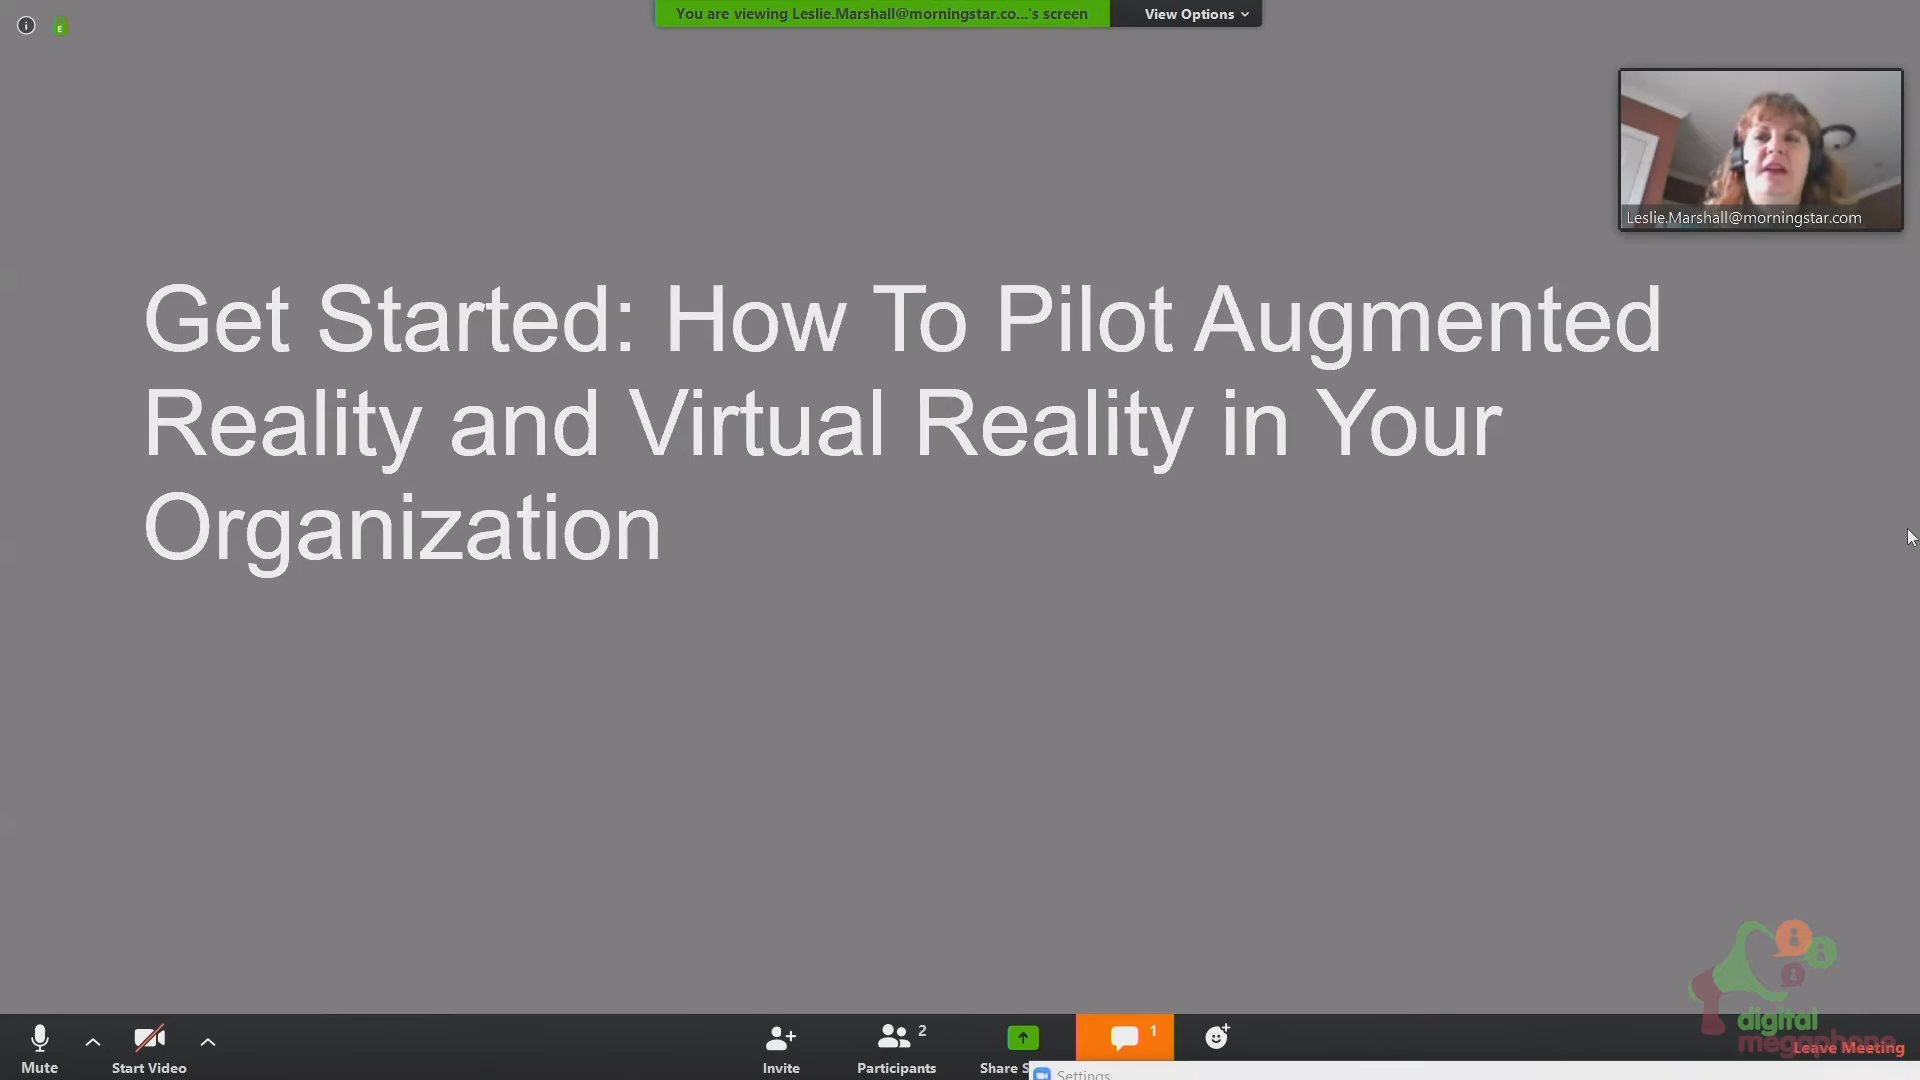 You are viewing Leslie.Marshall@morningstar.co...'s screen
View Options
E
Leslie.Marshall@morningstar.com
Get Started: How To Pilot Augmented
Reality and Virtual Reality in Your
Organization
digital
megaphone
Leave Meeting
2
1
Mute
Start Video
Invite
Participants
Share S
Settings